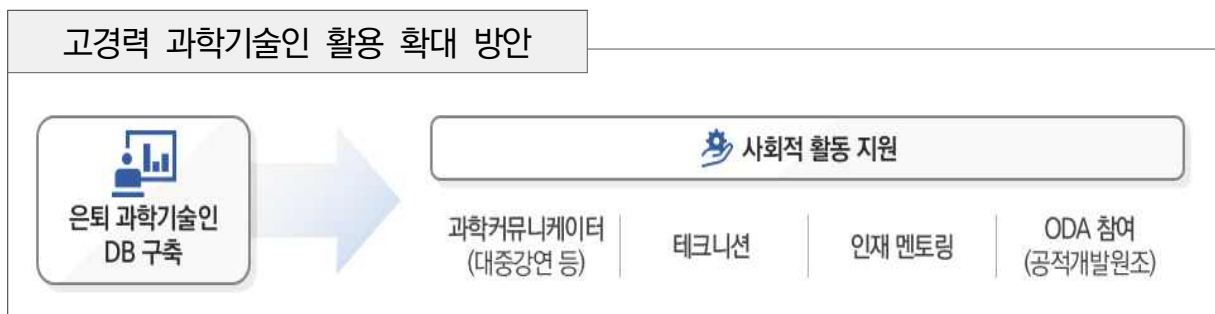 고경력 과학기술인 활용 확대 방안
은퇴 과학기술인
DB 구축
사회적 활동 지원
과학커뮤니케이터
(대중강연 등)
테크니션
인재 멘토링
ODA 참여
(공적개발원조)